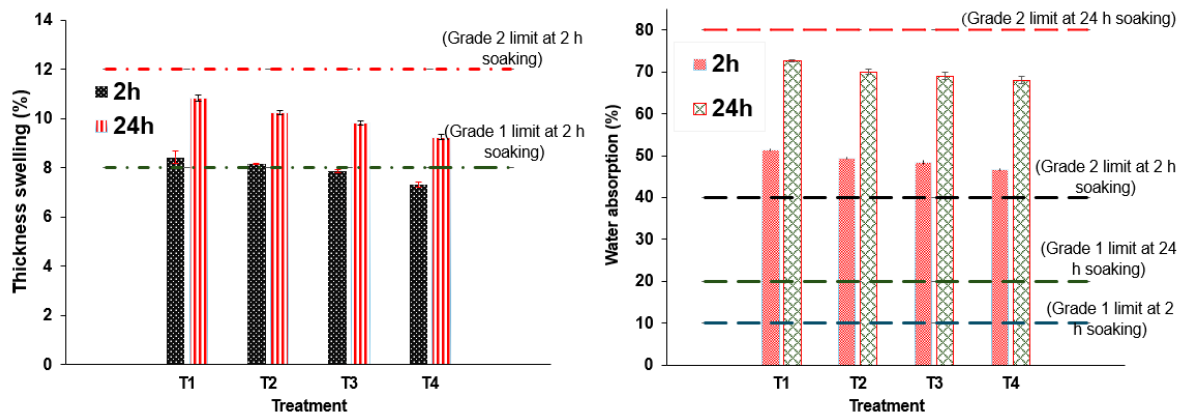 14
12
10
8
6
4
2
0
Thickness swelling (%)
(Grade 2 limit at 2 h
soaking)
2h
24h
(Grade 1 limit at 2 h
soaking)
T1 T2 T3 T4
Treatment
80
70
60
50
40
30
20
10
0
Water absorption (%)
(Grade 2 limit at 24 h soaking)
2h
24h
(Grade 2 limit at 2 h
soaking)
(Grade 1 limit at 24
h soaking)
(Grade 1 limit at 2
h soaking)
T1 T2 T3 T4
Treatment